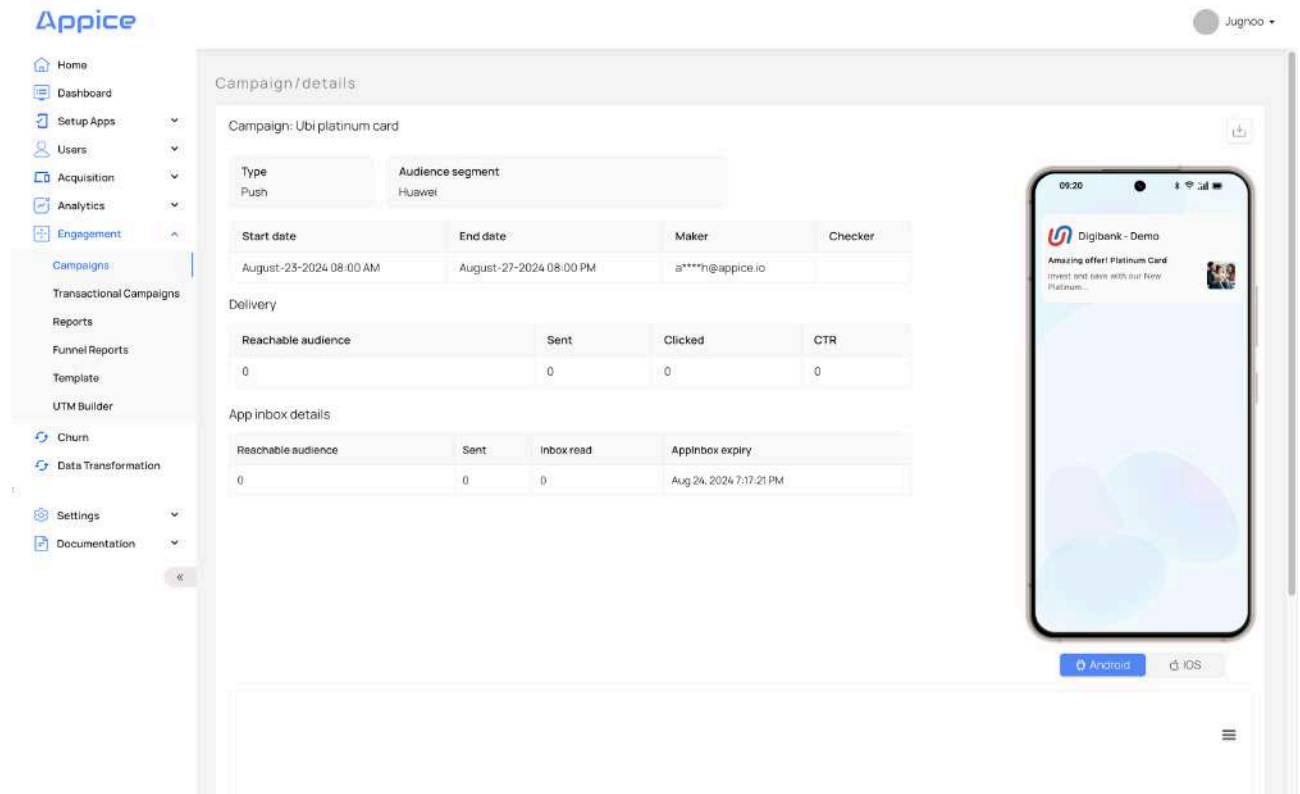 Appice
Jugnoo
Home
Dashboard
Setup Apps
Users
Acquisition
Analytics
Engagement
Campaigns
Transactional Campaigns
Reports
Funnel Reports
Template
UTM Builder
Churn
Data Transformation
Settings
Documentation
«
Campaign/details
Campaign: Ubi platinum card
Type Audience segment
Push Huawei
Start date End date Maker Checker
August-23-2024 08:00 AM August-27-2024 08:00 PM a****h@appice.io
Delivery
Reachable audience Sent Clicked CTR
0 0 0 0
App inbox details
Reachable audience Sent Inbox read AppInbox expiry
0 0 0 Aug 24, 2024 7:17:21 PM
09:20
Digibank - Demo
Amazing offer! Platinum Card
Invest and save with our New
Platinum...
Android IOS